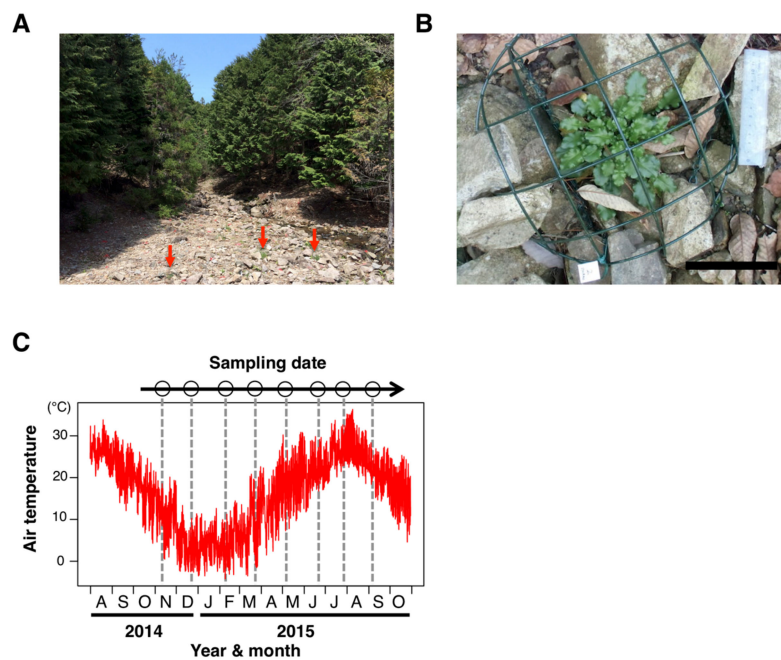 A
B
C
Sampling date
(°C)
30
20
10
0
Air temperature
A S O N D J F M A M J J A S O
2014 2015
Year & month